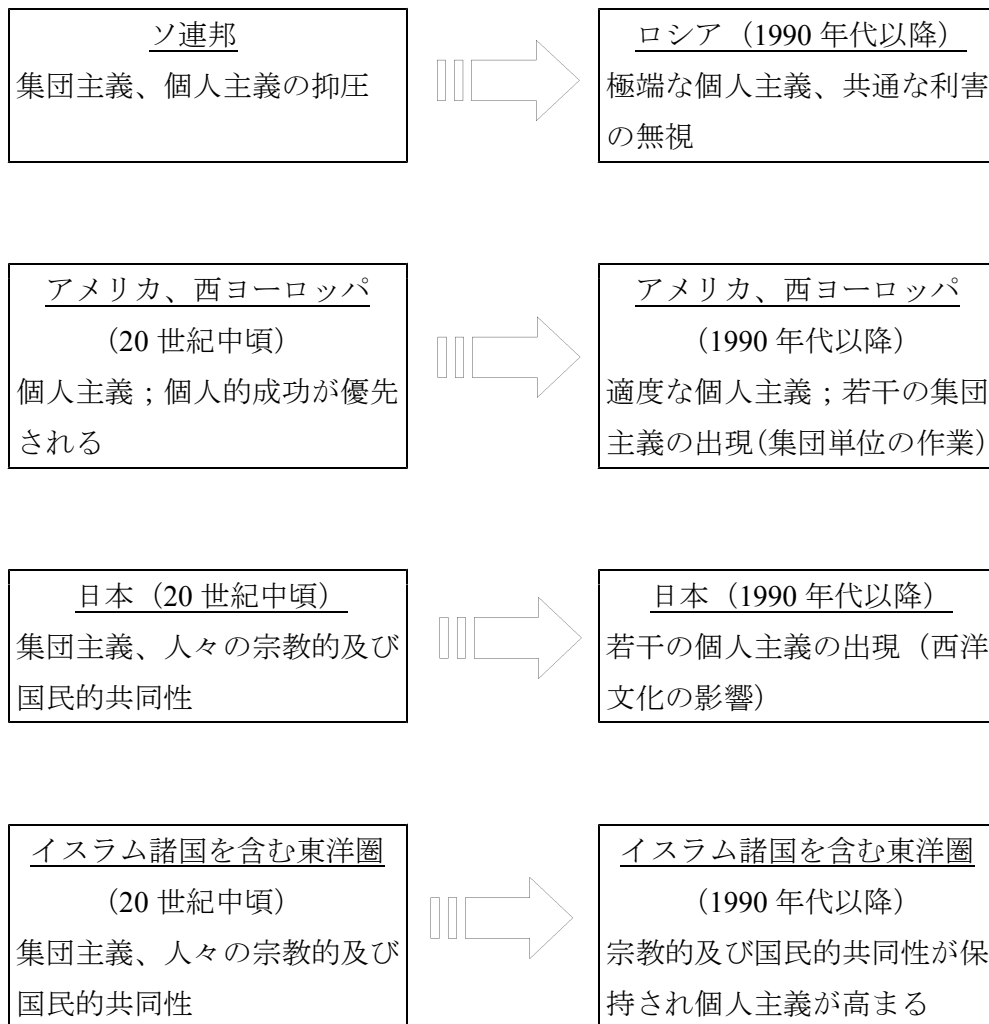 ソ連邦
集団主義、個人主義の抑圧
ロシア（1990 年代以降）
極端な個人主義、共通な利害
の無視
アメリカ、西ヨーロッパ
（20 世紀中頃）
個人主義；個人的成功が優先
される
アメリカ、西ヨーロッパ
（1990 年代以降）
適度な個人主義；若干の集団
主義の出現（集団単位の作業）
日本（20 世紀中頃）
集団主義、人々の宗教的及び
国民的共同性
日本（1990 年代以降）
若干の個人主義の出現（西洋
文化の影響）
イスラム諸国を含む東洋圏
（20 世紀中頃）
集団主義、人々の宗教的及び
国民的共同性
イスラム諸国を含む東洋圏
（1990 年代以降）
宗教的及び国民的共同性が保
持され個人主義が高まる